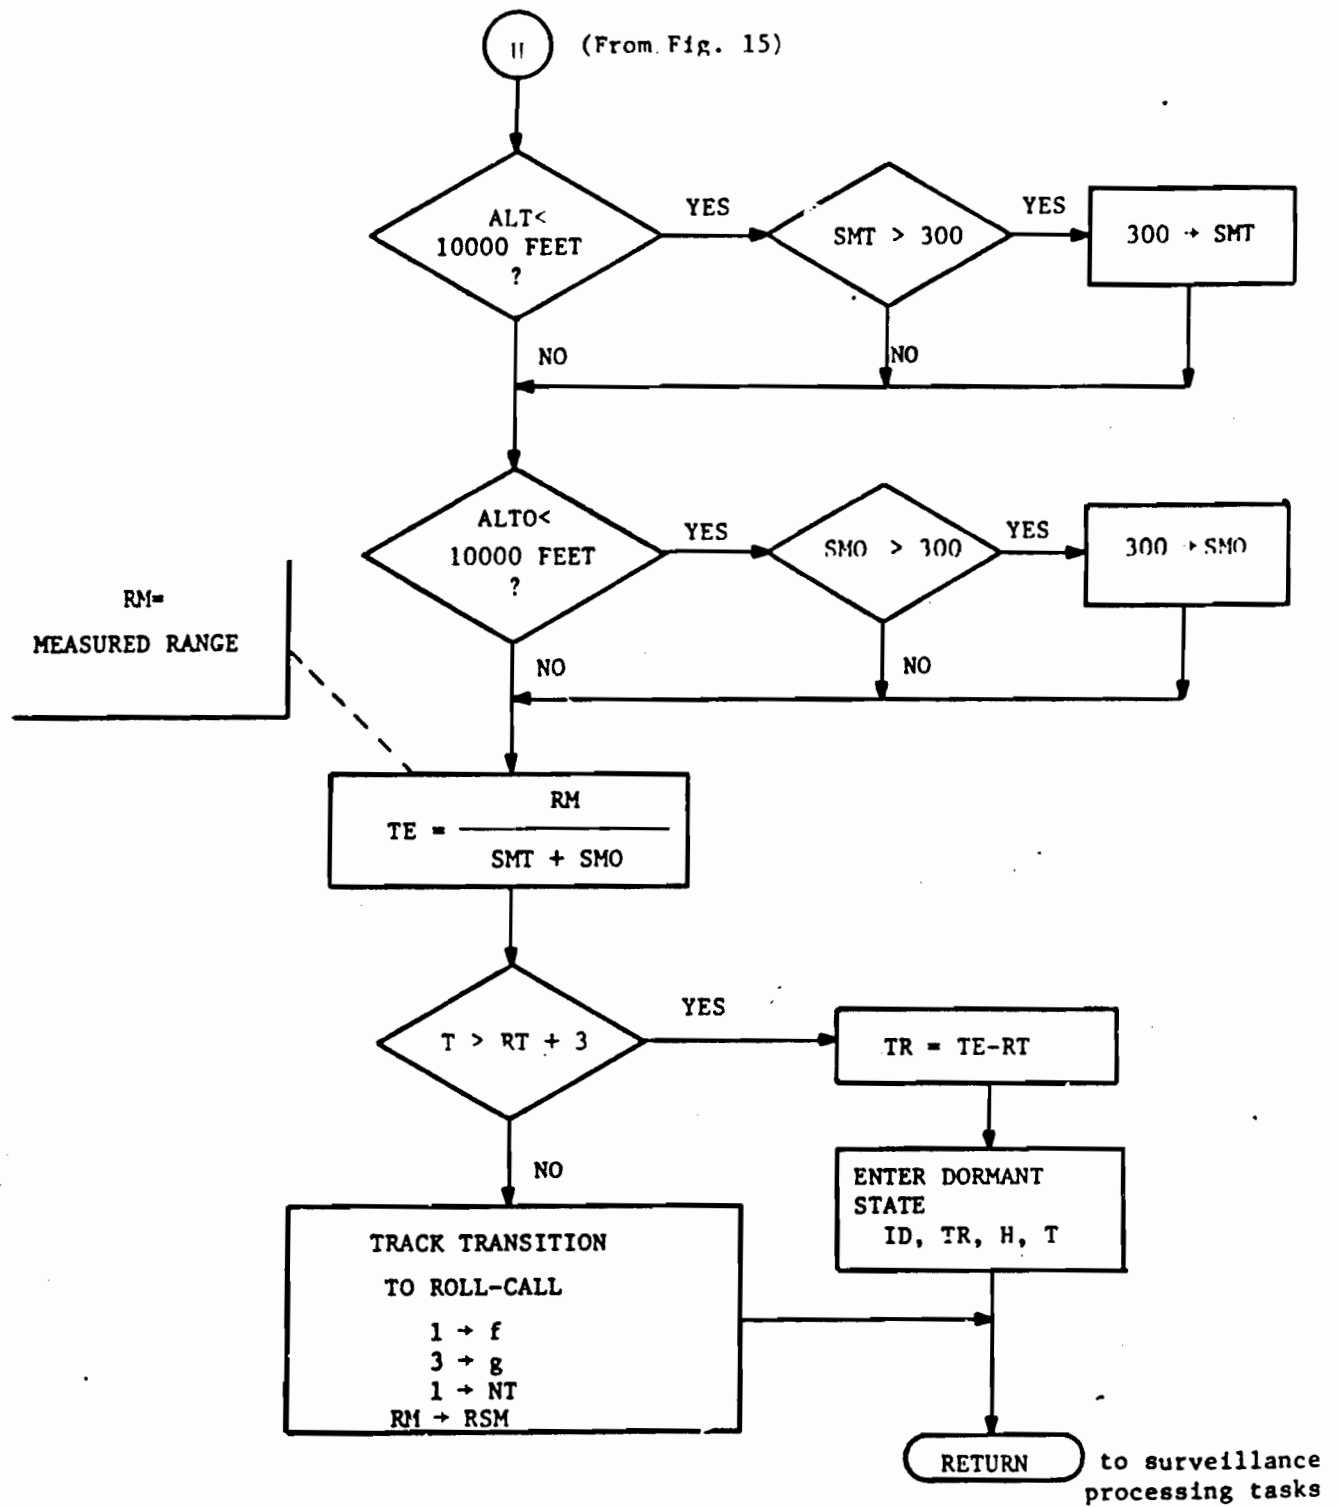 (From Fig. 15)
ALT<
10000 FEET
?
YES
SMT > 300
YES
300 → SMT
NO
NO
ALTO<
10000 FEET
?
YES
SMO > 300
YES
300 → SMO
NO
NO
RM=
MEASURED RANGE
TE = RM
SMT + SMO
T > RT + 3
YES
TR = TE-RT
NO
ENTER DORMANT
STATE
ID, TR, H, T
TRACK TRANSITION
TO ROLL-CALL
1 → f
3 → g
1 → NT
RM → RSM
RETURN
to surveillance
processing tasks